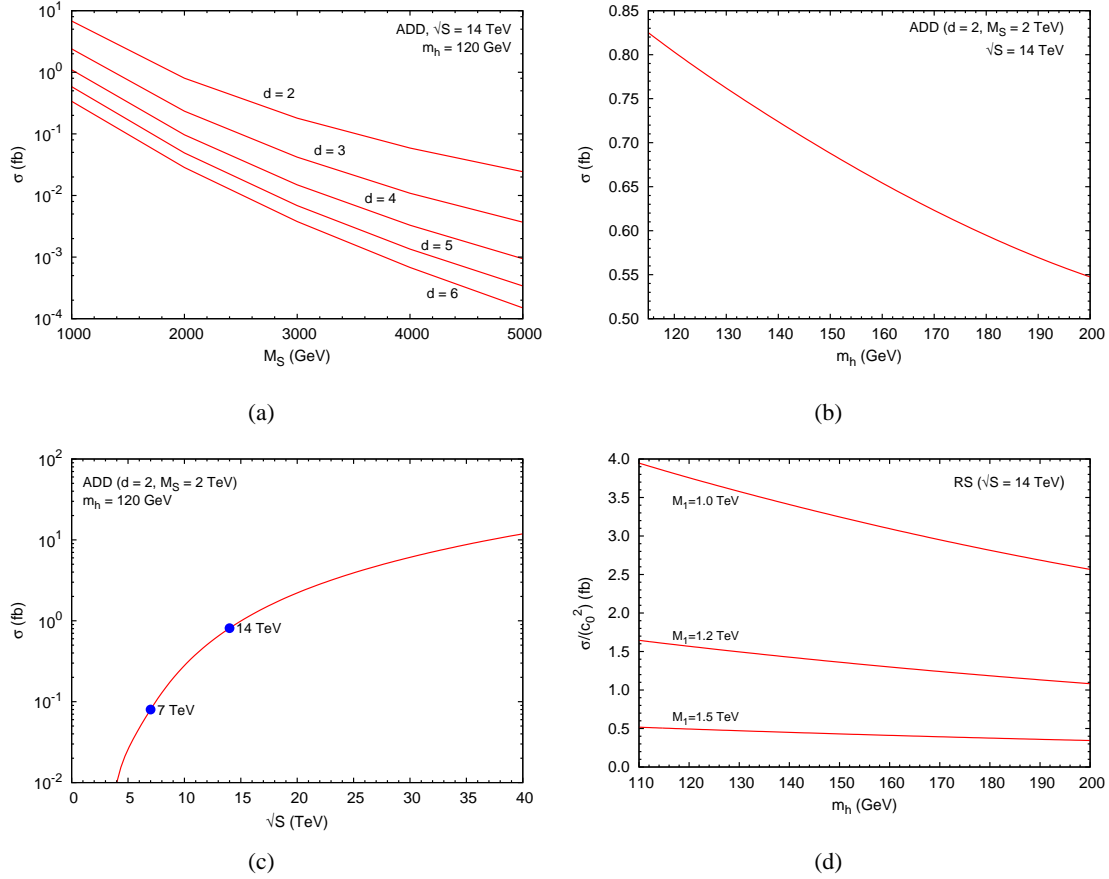 10^1
10^0
10^-1
10^-2
10^-3
10^-4
σ (fb)
ADD, √S = 14 TeV
m_h = 120 GeV
d = 2
d = 3
d = 4
d = 5
d = 6
1000 2000 3000 4000 5000
M_S (GeV)
(a)
0.85
0.80
0.75
0.70
0.65
0.60
0.55
0.50
σ (fb)
ADD (d = 2, M_S = 2 TeV)
√S = 14 TeV
120 130 140 150 160 170 180 190 200
m_h (GeV)
(b)
10^2
10^1
10^0
10^-1
10^-2
σ (fb)
ADD (d = 2, M_S = 2 TeV)
m_h = 120 GeV
14 TeV
7 TeV
0 5 10 15 20 25 30 35 40
√S (TeV)
(c)
4.0
3.5
3.0
2.5
2.0
1.5
1.0
0.5
0.0
σ/(c_0^2) (fb)
RS (√S = 14 TeV)
M_1=1.0 TeV
M_1=1.2 TeV
M_1=1.5 TeV
110 120 130 140 150 160 170 180 190 200
m_h (GeV)
(d)